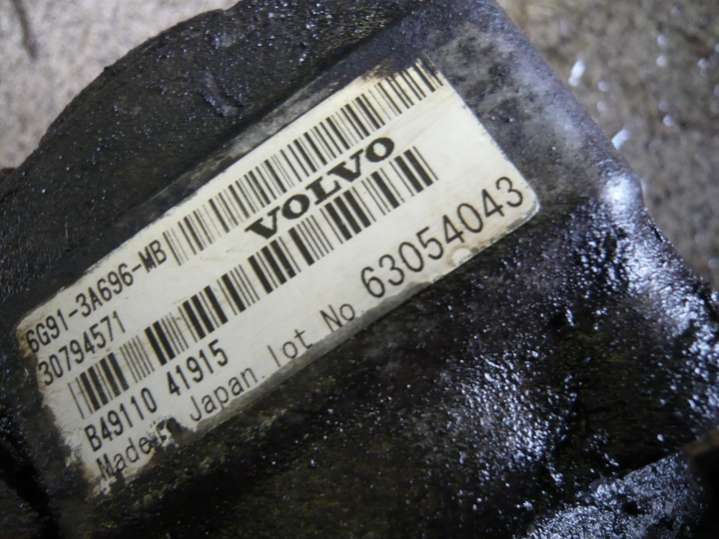 6G91-3A696-MB
VOLVO
30794571
B49110 41915
Made in Japan. lot No. 63054043